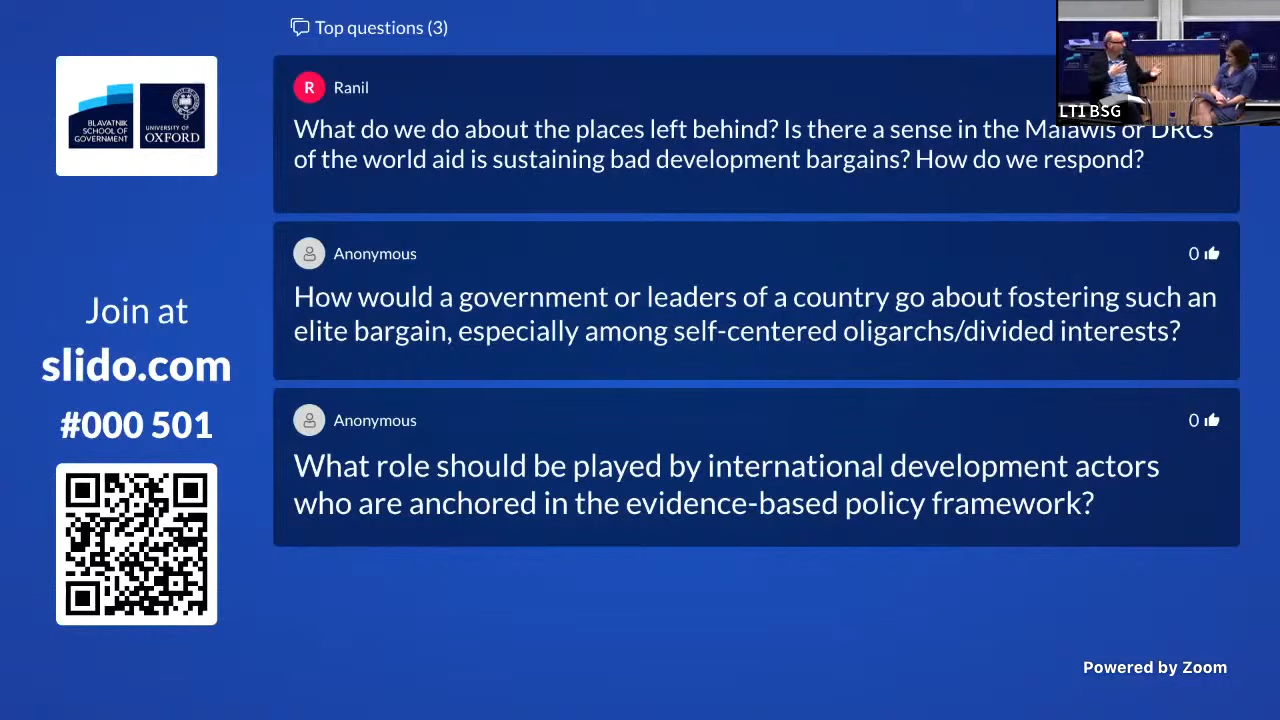 Top questions (3)
BLAVATNIK
SCHOOL OF
GOVERNMENT
UNIVERSITY OF
OXFORD
R
Ranil
What do we do about the places left behind? Is there a sense in the Malawis or DRCs
of the world aid is sustaining bad development bargains? How do we respond?
LT1 BSG
Anonymous
0
How would a government or leaders of a country go about fostering such an
elite bargain, especially among self-centered oligarchs/divided interests?
Anonymous
0
What role should be played by international development actors
who are anchored in the evidence-based policy framework?
Join at
slido.com
#000 501
Powered by Zoom